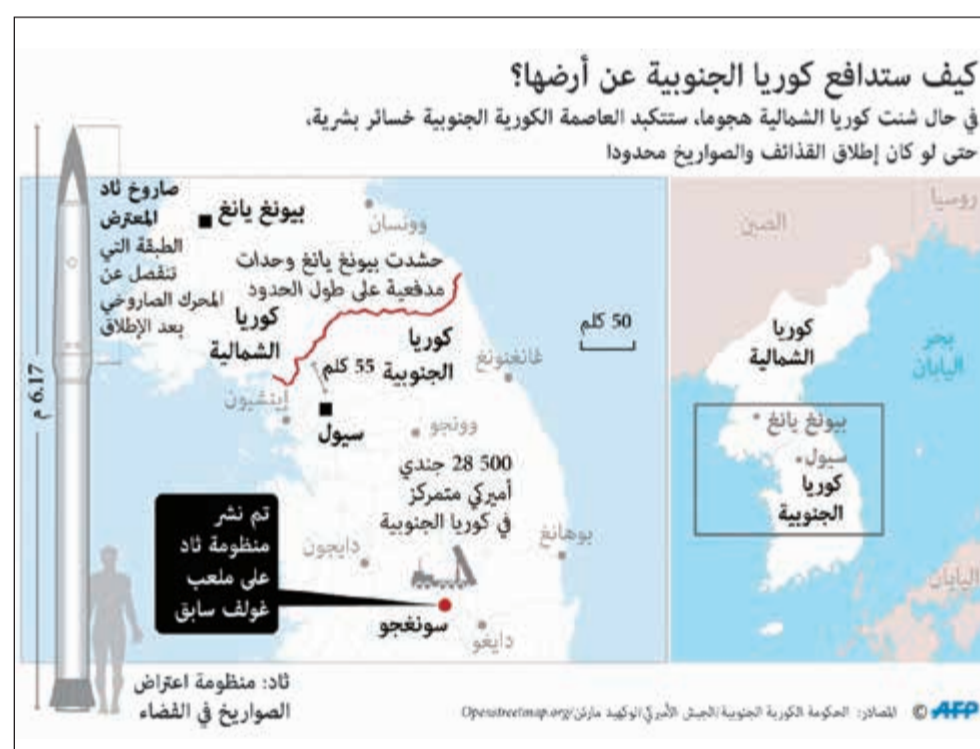 كيف ستدافع كوريا الجنوبية عن أرضها؟
في حال شنت كوريا الشمالية هجوما، ستتكبد العاصمة الكورية الجنوبية خسائر بشرية،
حتى لو كان إطلاق القذائف والصواريخ محدودا
روسيا
الصين
كوريا
الشمالية
بحر
اليابان
بيونغ يانغ
سيول
كوريا
الجنوبية
اليابان
50 كلم
وونسان
بيونغ يانغ
حشدت بيونغ يانغ وحدات
مدفعية على طول الحدود
كوريا
الشمالية
كوريا
الجنوبية
55 كلم
غانغنونغ
إينشيون
سيول
وونجو
28 500 جندي
أميركي متمركز
في كوريا الجنوبية
بوهانغ
دايجون
سونغجو
دايغو
تم نشر
منظومة ثاد
على ملعب
غولف سابق
صاروخ ثاد
المعترض
الطبقة التي
تنفصل عن
المحرك الصاروخي
بعد الإطلاق
6.17 م
ثاد: منظومة اعتراض
الصواريخ في الفضاء
AFP © المصادر: الحكومة الكورية الجنوبية/الجيش الأميركي/لوكهيد مارتن/Openstreetmap.org